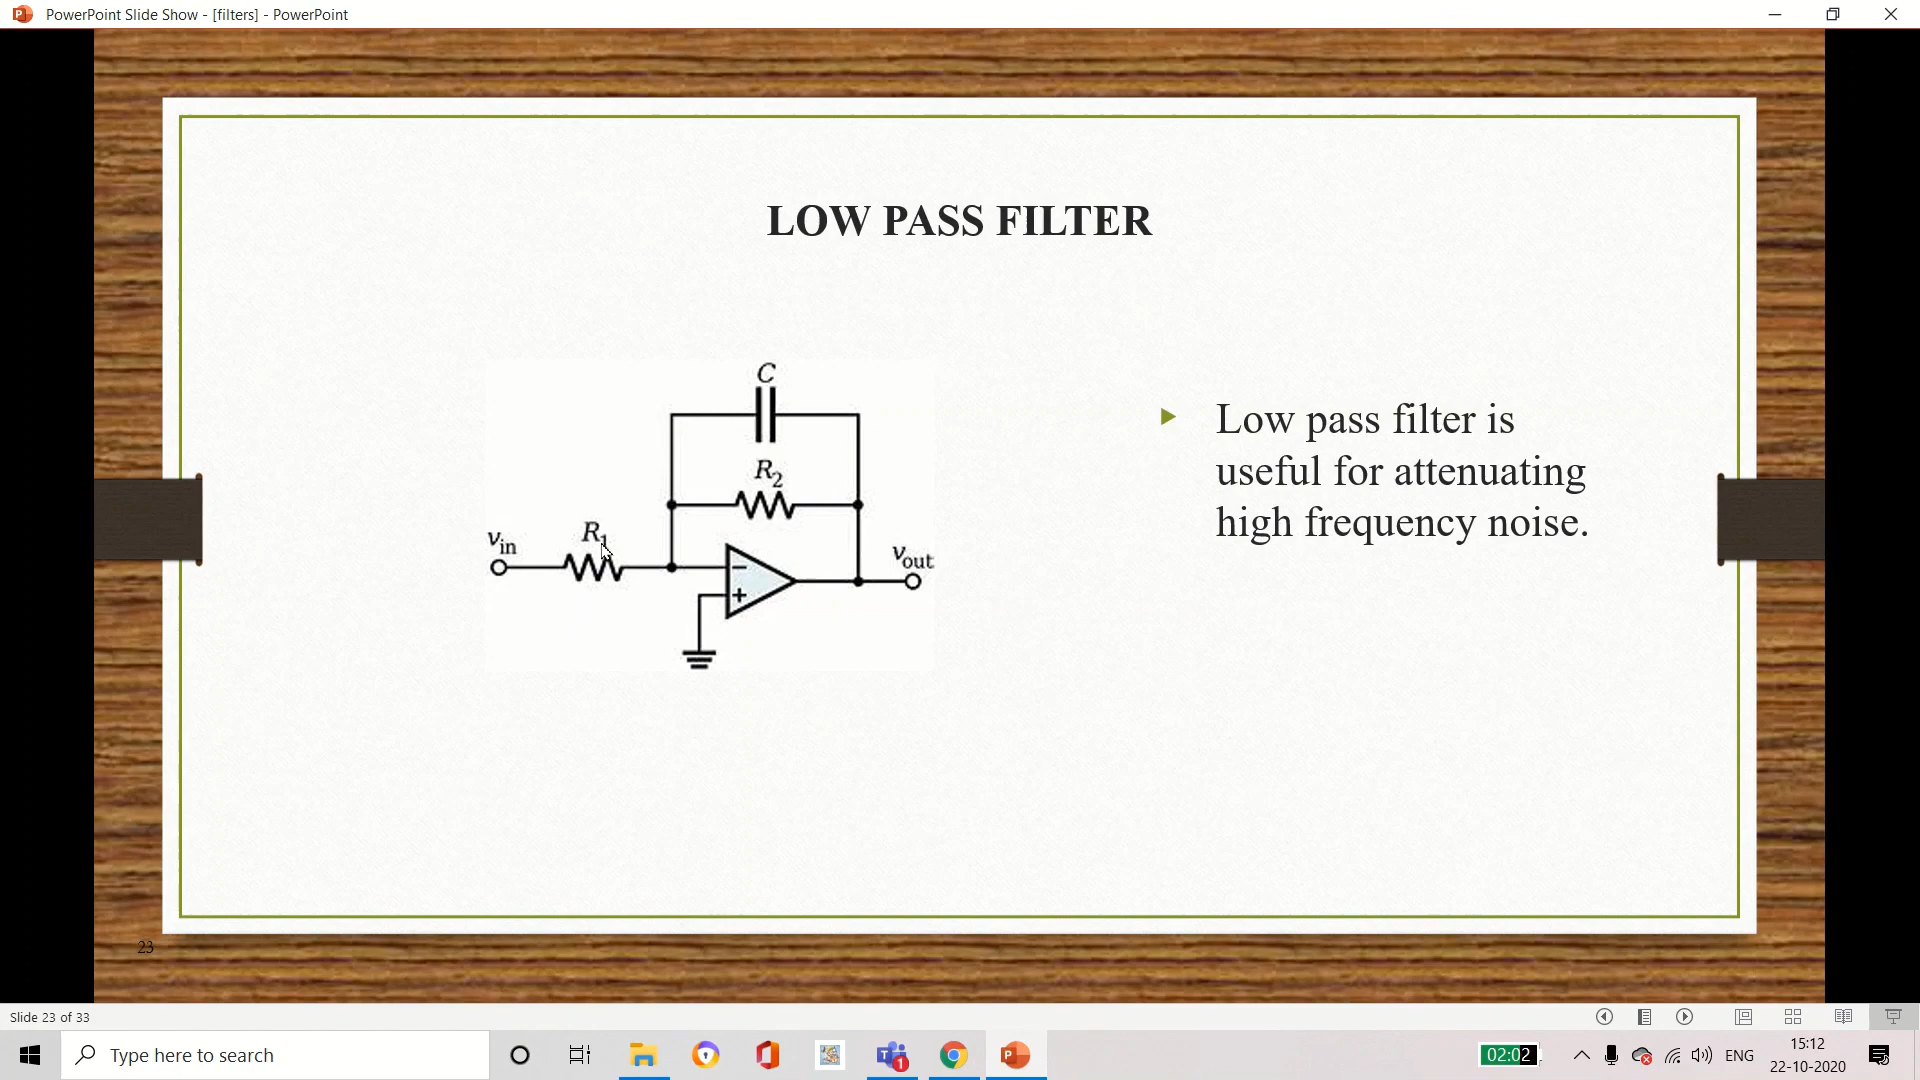 PowerPoint Slide Show - [filters] - PowerPoint
LOW PASS FILTER
C
R2
R1
vin
vout
Low pass filter is
useful for attenuating
high frequency noise.
23
Slide 23 of 33
Type here to search
1
02:02
ENG
15:12
22-10-2020